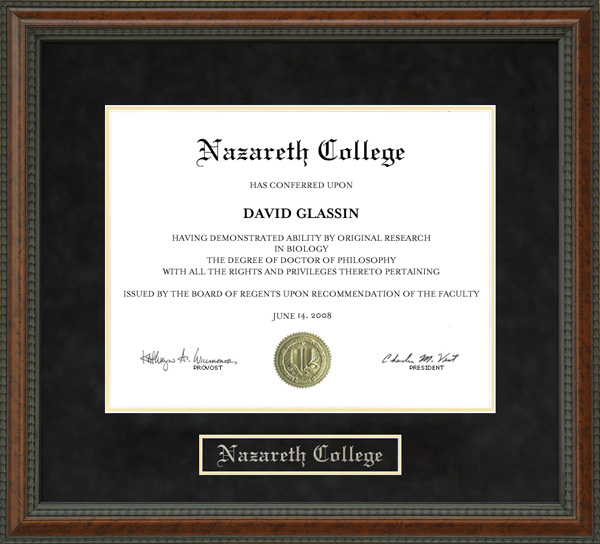 Nazareth College
HAS CONFERRED UPON
DAVID GLASSIN
HAVING DEMONSTRATED ABILITY BY ORIGINAL RESEARCH
IN BIOLOGY
THE DEGREE OF DOCTOR OF PHILOSOPHY
WITH ALL THE RIGHTS AND PRIVILEGES THERETO PERTAINING
ISSUED BY THE BOARD OF REGENTS UPON RECOMMENDATION OF THE FACULTY
JUNE 14, 2008
PROVOST
PRESIDENT
Nazareth College